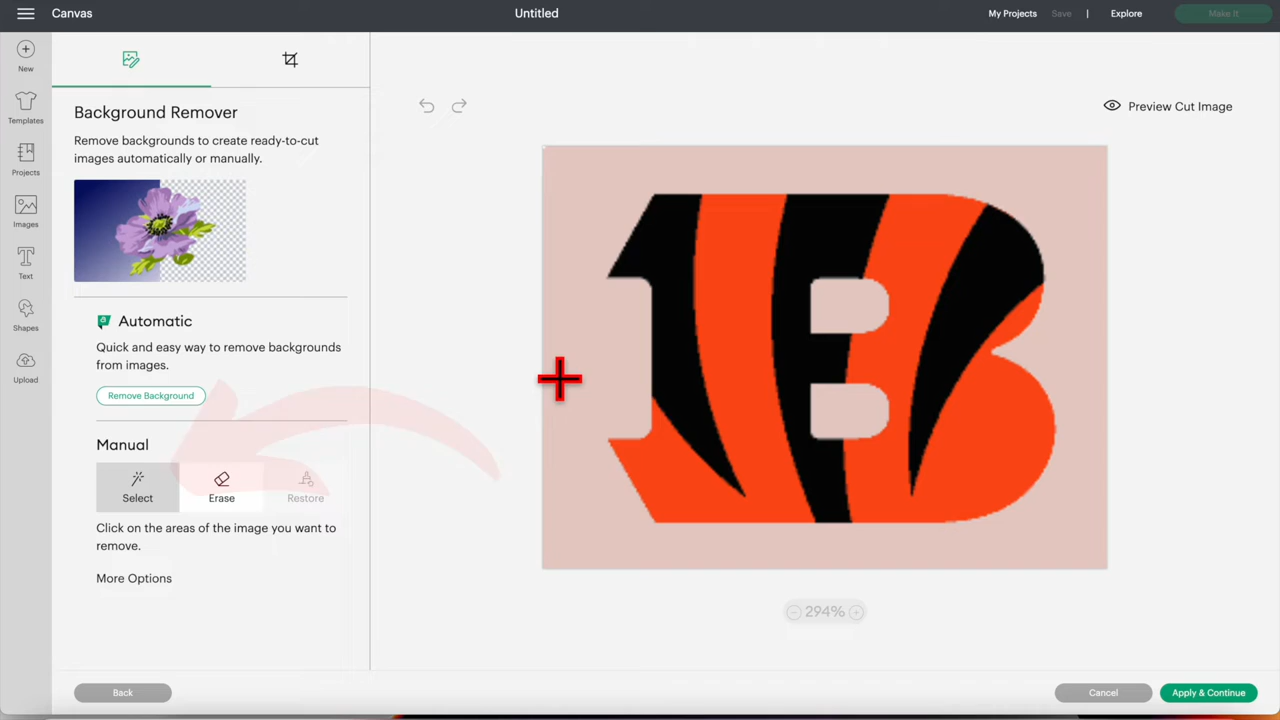 Canvas
Untitled
My Projects
Save
|
Explore
Make It
New
Templates
Projects
Images
Text
Shapes
Upload
Background Remover
Remove backgrounds to create ready-to-cut
images automatically or manually.
Automatic
Quick and easy way to remove backgrounds
from images.
Remove Background
Manual
Select
Erase
Restore
Click on the areas of the image you want to
remove.
More Options
Preview Cut Image
B
294%
Back
Cancel
Apply & Continue